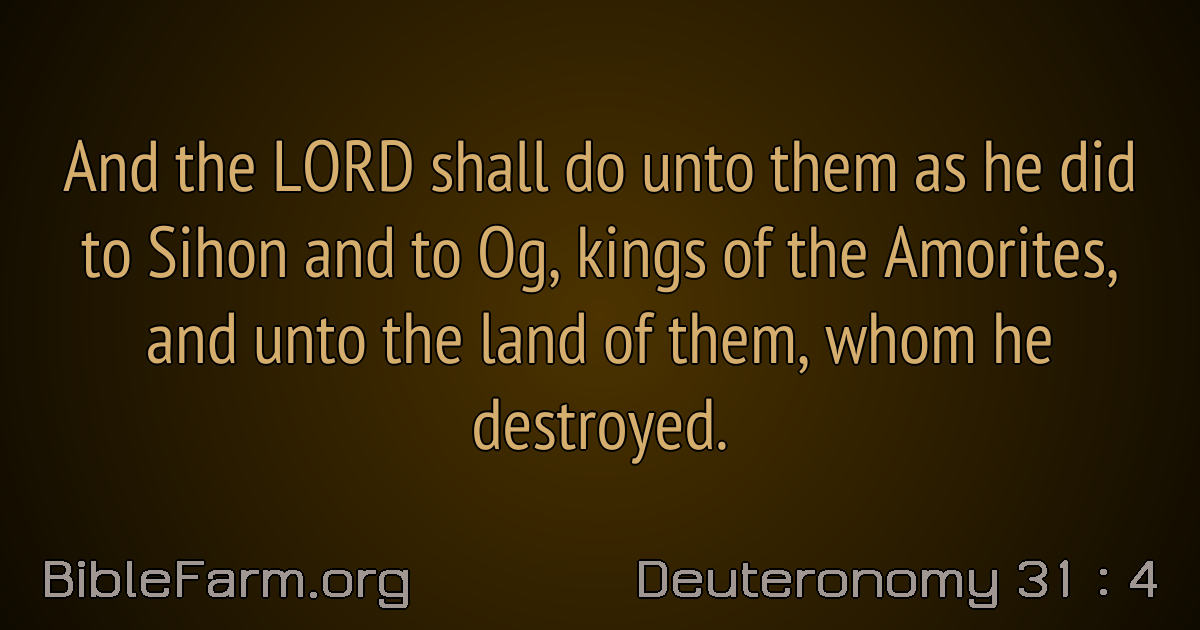 And the LORD shall do unto them as he did
to Sihon and to Og, kings of the Amorites,
and unto the land of them, whom he
destroyed.
BibleFarm.org
Deuteronomy 31 : 4